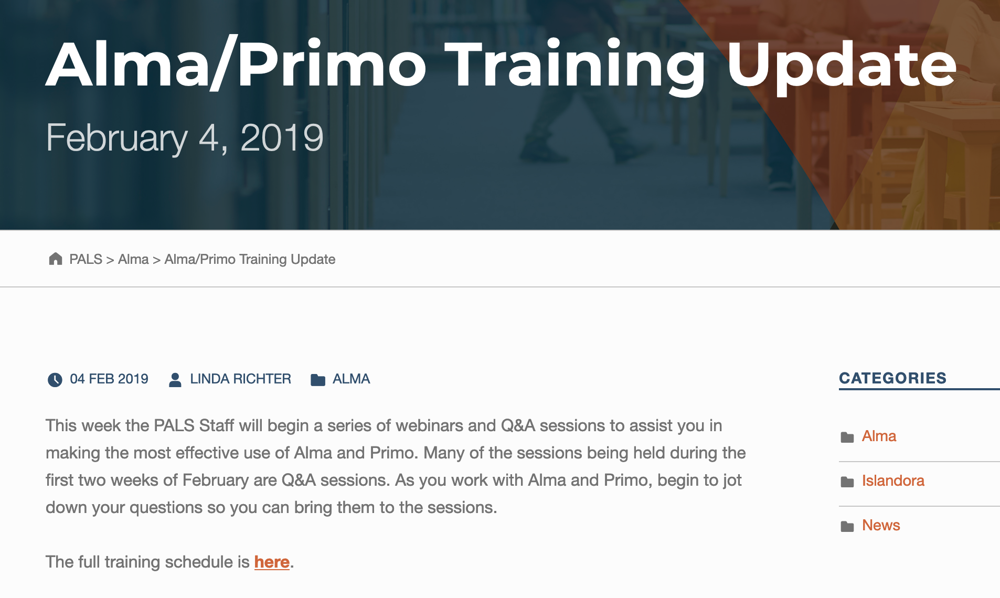 Alma/Primo Training Update
February 4, 2019
PALS > Alma > Alma/Primo Training Update
04 FEB 2019 LINDA RICHTER ALMA
This week the PALS Staff will begin a series of webinars and Q&A sessions to assist you in
making the most effective use of Alma and Primo. Many of the sessions being held during the
first two weeks of February are Q&A sessions. As you work with Alma and Primo, begin to jot
down your questions so you can bring them to the sessions.
The full training schedule is here.
CATEGORIES
Alma
Islandora
News